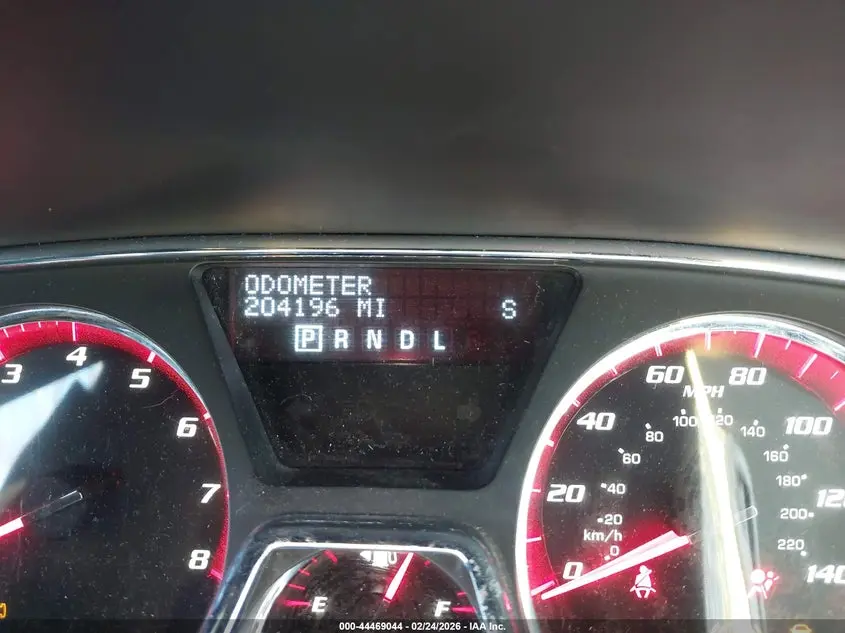 ODOMETER
204196 MI S
P R N D L
3 4 5 6 7 8
E F
0 20 40 60 80 100 120 140
MPH
0 20 40 60 80 100 120 140 160 180 200 220
km/h
000-44469044 - 02/24/2026 - IAA Inc.